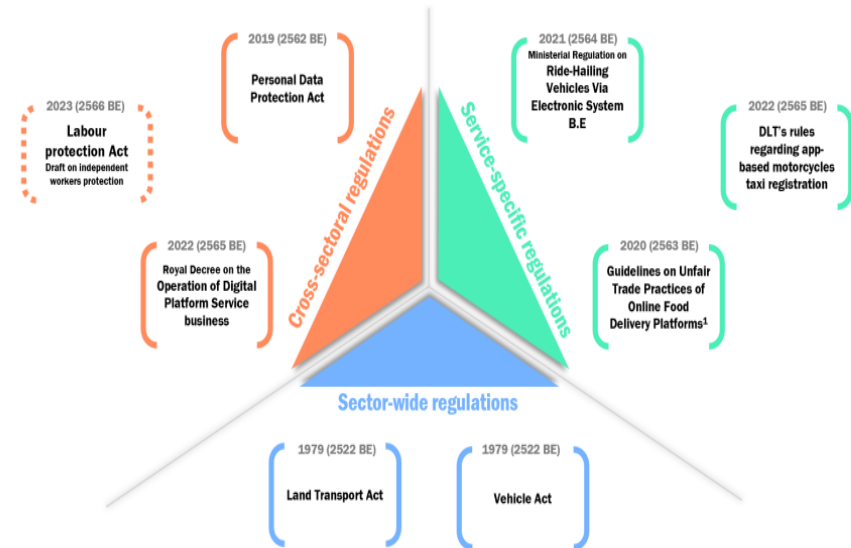 2019 (2562 BE)
Personal Data
Protection Act
2023 (2566 BE)
Labour
protection Act
Draft on independent
workers protection
2022 (2565 BE)
Royal Decree on the
Operation of Digital
Platform Service
business
Cross-sectoral regulations
2021 (2564 BE)
Ministerial Regulation on
Ride-Hailing
Vehicles Via
Electronic System
B.E
2022 (2565 BE)
DLT's rules
regarding app-
based motorcycles
taxi registration
2020 (2563 BE)
Guidelines on Unfair
Trade Practices of
Online Food
Delivery Platforms¹
Service-specific regulations
Sector-wide regulations
1979 (2522 BE)
Land Transport Act
1979 (2522 BE)
Vehicle Act